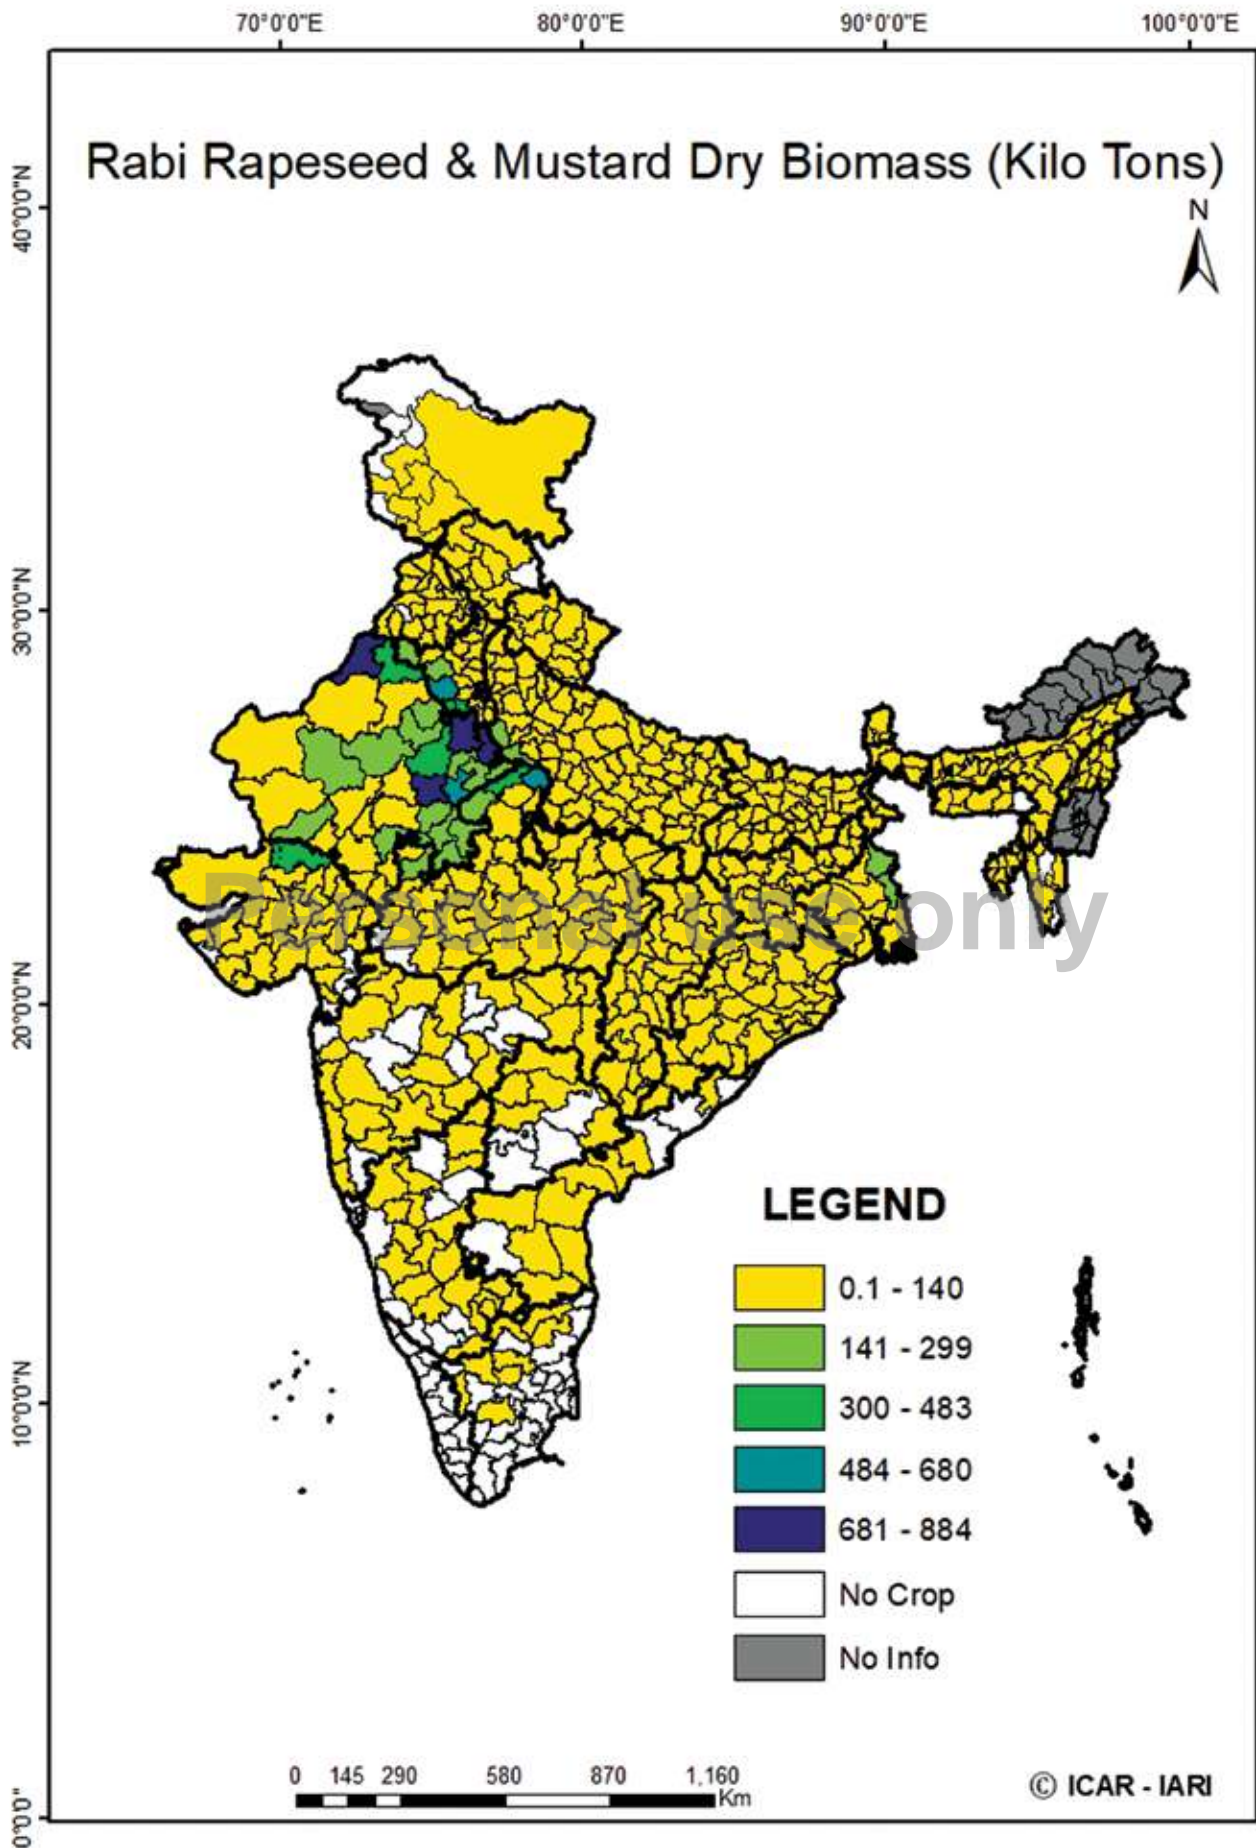 70°0'0"E 80°0'0"E 90°0'0"E 100°0'0"E
Rabi Rapeseed & Mustard Dry Biomass (Kilo Tons)
N
40°0'0"N
30°0'0"N
20°0'0"N
10°0'0"N
0°0'0"
Personal use only
LEGEND
0.1 - 140
141 - 299
300 - 483
484 - 680
681 - 884
No Crop
No Info
0 145 290 580 870 1,160
Km
© ICAR - IARI